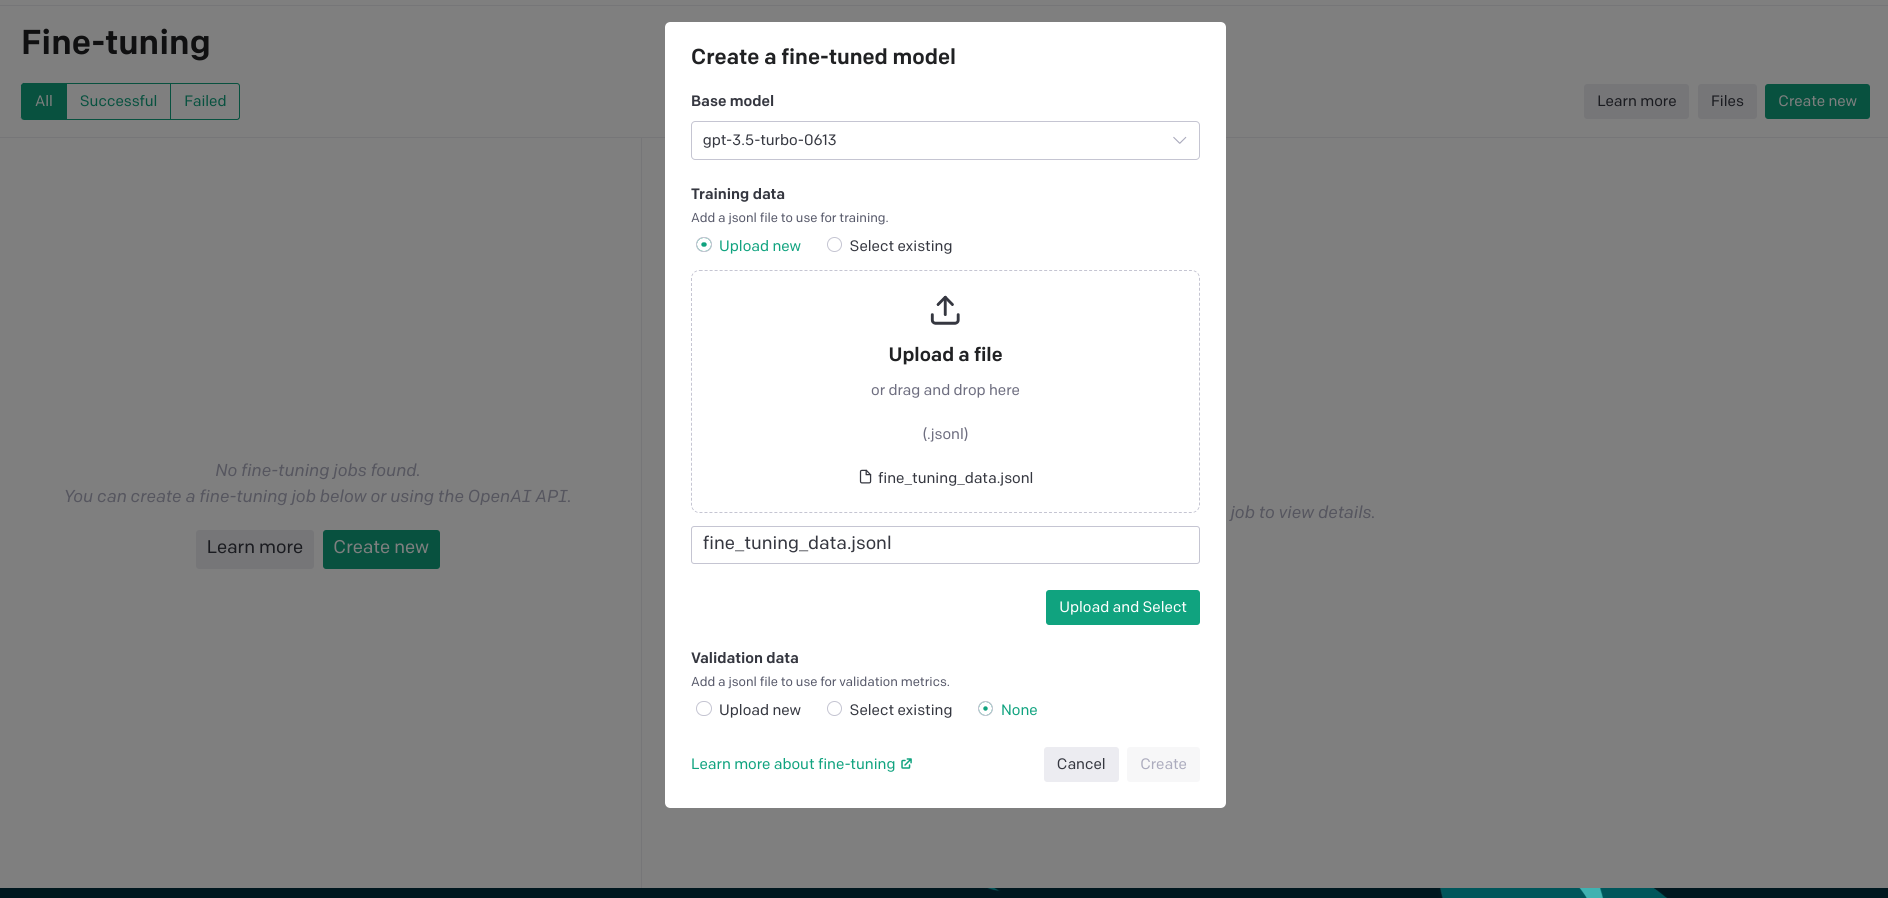 Fine-tuning
All
Successful
Failed
Learn more
Files
Create new
No fine-tuning jobs found.
You can create a fine-tuning job below or using the OpenAI API.
Learn more
Create new
job to view details.
Create a fine-tuned model
Base model
gpt-3.5-turbo-0613
Training data
Add a jsonl file to use for training.
Upload new
Select existing
Upload a file
or drag and drop here
(.jsonl)
fine_tuning_data.jsonl
fine_tuning_data.jsonl
Upload and Select
Validation data
Add a jsonl file to use for validation metrics.
Upload new
Select existing
None
Learn more about fine-tuning
Cancel
Create